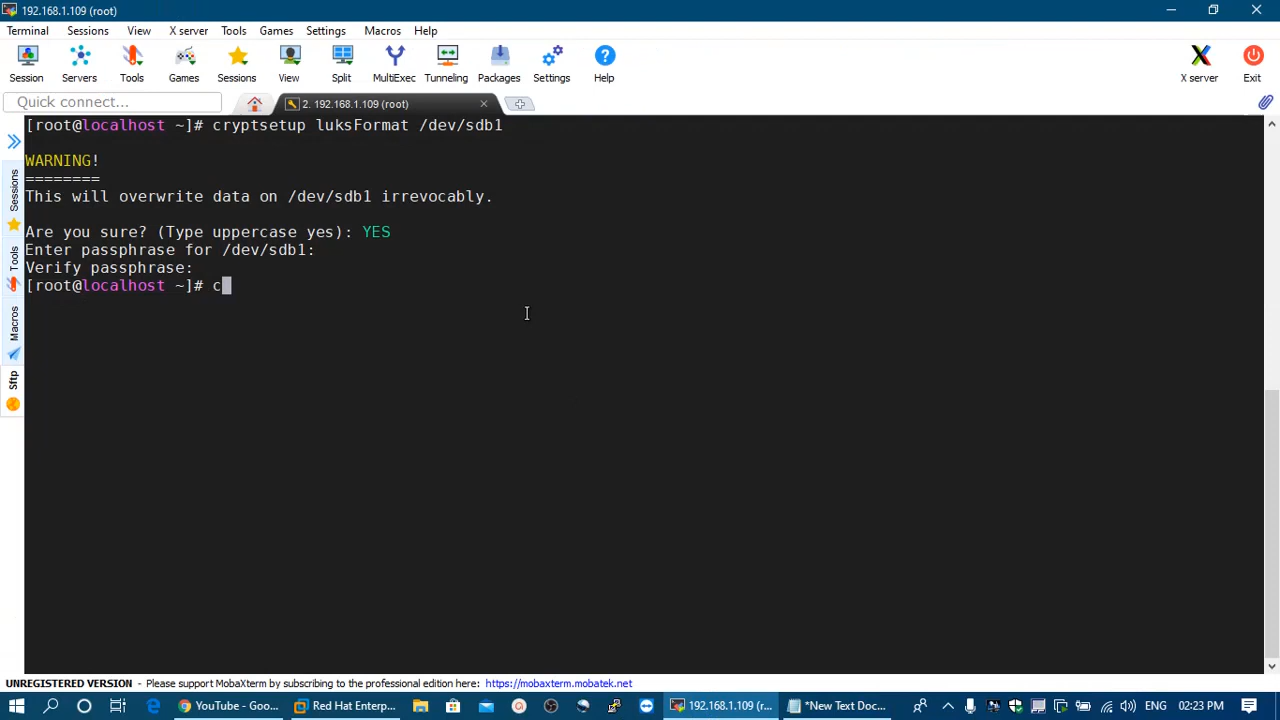 192.168.1.109 (root)
Terminal Sessions View X server Tools Games Settings Macros Help
Session Servers Tools Games Sessions View Split MultiExec Tunneling Packages Settings Help X server Exit
Quick connect...
2. 192.168.1.109 (root)
Sessions
Tools
Macros
Sftp
[root@localhost ~]# cryptsetup luksFormat /dev/sdb1
WARNING!
========
This will overwrite data on /dev/sdb1 irrevocably.
Are you sure? (Type uppercase yes): YES
Enter passphrase for /dev/sdb1:
Verify passphrase:
[root@localhost ~]# c
UNREGISTERED VERSION - Please support MobaXterm by subscribing to the professional edition here: https://mobaxterm.mobatek.net
YouTube - Goo... Red Hat Enterp... 192.168.1.109 (r... *New Text Doc... ENG 02:23 PM